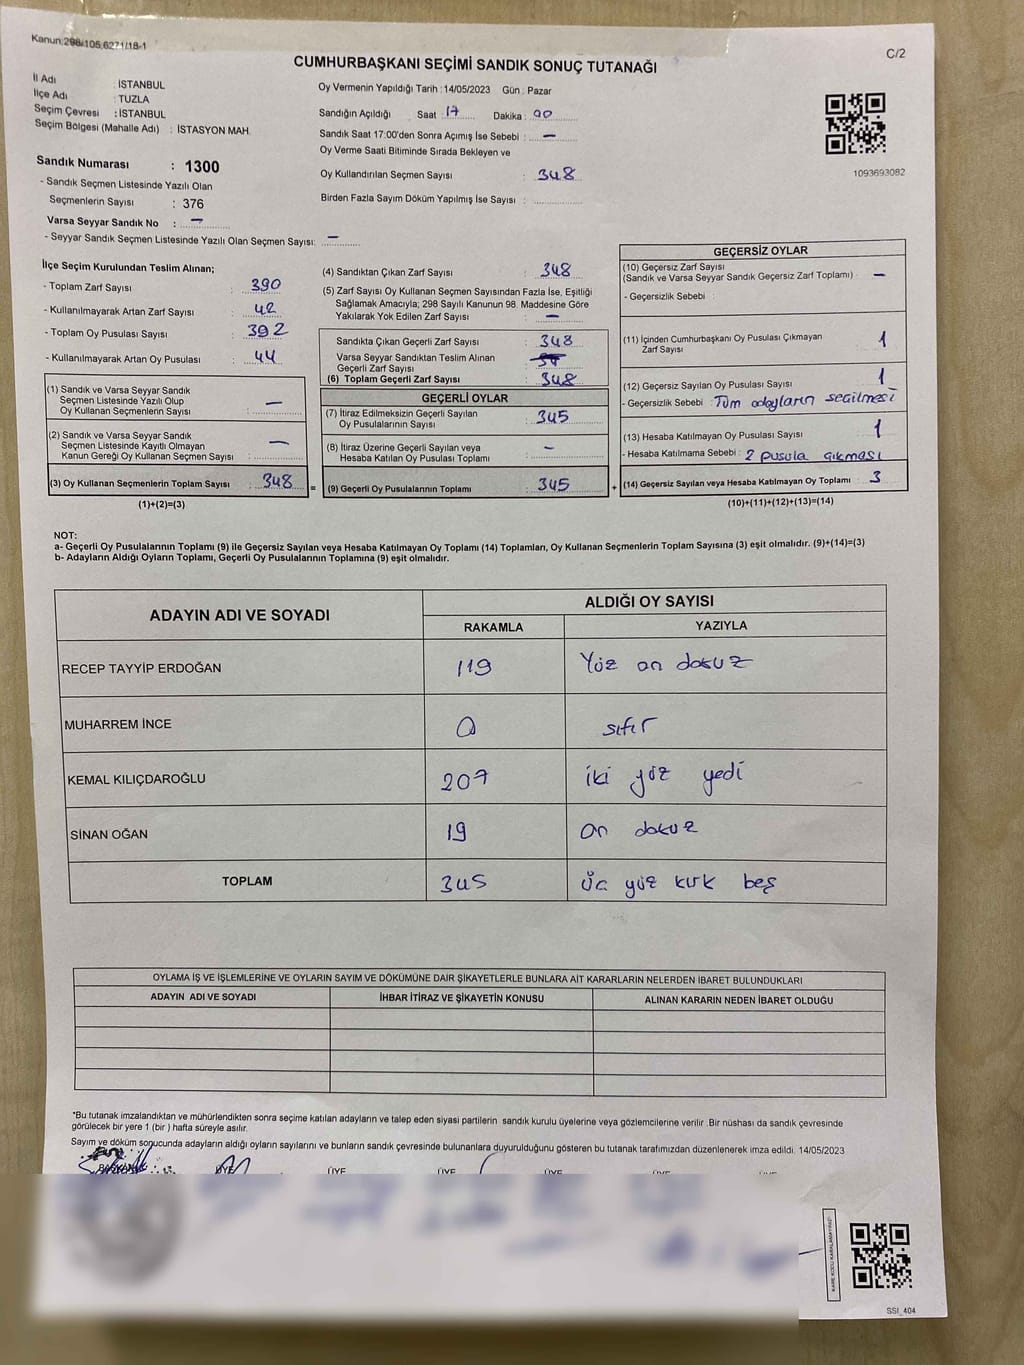 Kanun:298/105,6271/18-1
C/2
CUMHURBAŞKANI SEÇİMİ SANDIK SONUÇ TUTANAĞI
İl Adı : İSTANBUL
İlçe Adı : TUZLA
Seçim Çevresi : İSTANBUL
Seçim Bölgesi (Mahalle Adı) : İSTASYON MAH.
Sandık Numarası : 1300
- Sandık Seçmen Listesinde Yazılı Olan
Seçmenlerin Sayısı : 376
Varsa Seyyar Sandık No : —
- Seyyar Sandık Seçmen Listesinde Yazılı Olan Seçmen Sayısı: —
Oy Vermenin Yapıldığı Tarih : 14/05/2023 Gün : Pazar
Sandığın Açıldığı Saat : 17 Dakika : 00
Sandık Saat 17:00'den Sonra Açımış İse Sebebi : —
Oy Verme Saati Bitiminde Sırada Bekleyen ve
Oy Kullandırılan Seçmen Sayısı : 348
Birden Fazla Sayım Döküm Yapılmış İse Sayısı :
1093693082
İlçe Seçim Kurulundan Teslim Alınan;
- Toplam Zarf Sayısı : 390
- Kullanılmayarak Artan Zarf Sayısı : 42
- Toplam Oy Pusulası Sayısı : 392
- Kullanılmayarak Artan Oy Pusulası : 44
(1) Sandık ve Varsa Seyyar Sandık
Seçmen Listesinde Yazılı Olup
Oy Kullanan Seçmenlerin Sayısı : —
(2) Sandık ve Varsa Seyyar Sandık
Seçmen Listesinde Kayıtlı Olmayan
Kanun Gereği Oy Kullanan Seçmen Sayısı : —
(3) Oy Kullanan Seçmenlerin Toplam Sayısı : 348
(1)+(2)=(3)
(4) Sandıktan Çıkan Zarf Sayısı : 348
(5) Zarf Sayısı Oy Kullanan Seçmen Sayısından Fazla İse, Eşitliği
Sağlamak Amacıyla; 298 Sayılı Kanunun 98. Maddesine Göre
Yakılarak Yok Edilen Zarf Sayısı : —
Sandıkta Çıkan Geçerli Zarf Sayısı : 348
Varsa Seyyar Sandıktan Teslim Alınan
Geçerli Zarf Sayısı :
(6) Toplam Geçerli Zarf Sayısı : 348
GEÇERLİ OYLAR
(7) İtiraz Edilmeksizin Geçerli Sayılan
Oy Pusulalarının Sayısı : 345
(8) İtiraz Üzerine Geçerli Sayılan veya
Hesaba Katılan Oy Pusulası Toplamı : —
= (9) Geçerli Oy Pusulalarının Toplamı : 345 +
GEÇERSİZ OYLAR
(10) Geçersiz Zarf Sayısı
(Sandık ve Varsa Seyyar Sandık Geçersiz Zarf Toplamı) : —
- Geçersizlik Sebebi :
(11) İçinden Cumhurbaşkanı Oy Pusulası Çıkmayan
Zarf Sayısı : 1
(12) Geçersiz Sayılan Oy Pusulası Sayısı : 1
- Geçersizlik Sebebi : Tüm adayların seçilmesi
(13) Hesaba Katılmayan Oy Pusulası Sayısı : 1
- Hesaba Katılmama Sebebi : 2 pusula çıkması
(14) Geçersiz Sayılan veya Hesaba Katılmayan Oy Toplamı : 3
(10)+(11)+(12)+(13)=(14)
NOT:
a- Geçerli Oy Pusulalarının Toplamı (9) ile Geçersiz Sayılan veya Hesaba Katılmayan Oy Toplamı (14) Toplamları, Oy Kullanan Seçmenlerin Toplam Sayısına (3) eşit olmalıdır. (9)+(14)=(3)
b- Adayların Aldığı Oyların Toplamı, Geçerli Oy Pusulalarının Toplamına (9) eşit olmalıdır.
ADAYIN ADI VE SOYADI
ALDIĞI OY SAYISI
RAKAMLA YAZIYLA
RECEP TAYYİP ERDOĞAN 119 Yüz on dokuz
MUHARREM İNCE 0 sıfır
KEMAL KILIÇDAROĞLU 207 iki yüz yedi
SİNAN OĞAN 19 on dokuz
TOPLAM 345 üç yüz kırk beş
OYLAMA İŞ VE İŞLEMLERİNE VE OYLARIN SAYIM VE DÖKÜMÜNE DAİR ŞİKAYETLERLE BUNLARA AİT KARARLARIN NELERDEN İBARET BULUNDUKLARI
ADAYIN ADI VE SOYADI İHBAR İTİRAZ VE ŞİKAYETİN KONUSU ALINAN KARARIN NEDEN İBARET OLDUĞU
*Bu tutanak imzalandıktan ve mühürlendikten sonra seçime katılan adayların ve talep eden siyasi partilerin sandık kurulu üyelerine veya gözlemcilerine verilir. Bir nüshası da sandık çevresinde
görülecek bir yere 1 (bir ) hafta süreyle asılır.
Sayım ve döküm sonucunda adayların aldığı oyların sayılarını ve bunların sandık çevresinde bulunanlara duyurulduğunu gösteren bu tutanak tarafımızdan düzenlenerek imza edildi. 14/05/2023
BAŞKAN ÜYE ÜYE ÜYE ÜYE ÜYE
SSI_404